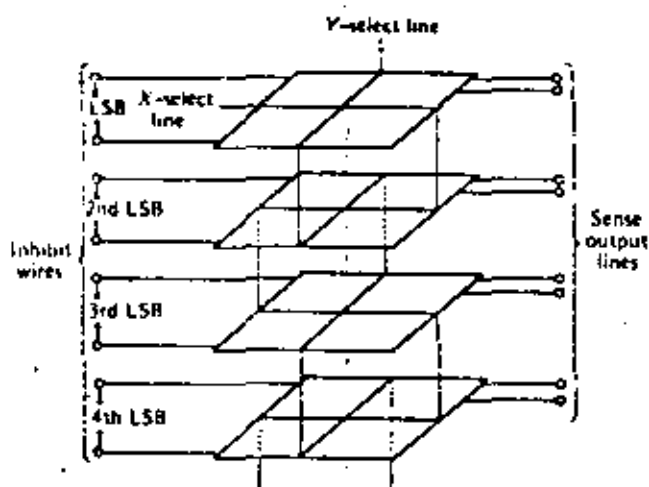 Y-select line
LSB
X-select
line
2nd LSB
Inhibit
wires
Sense
output
lines
3rd LSB
4th LSB